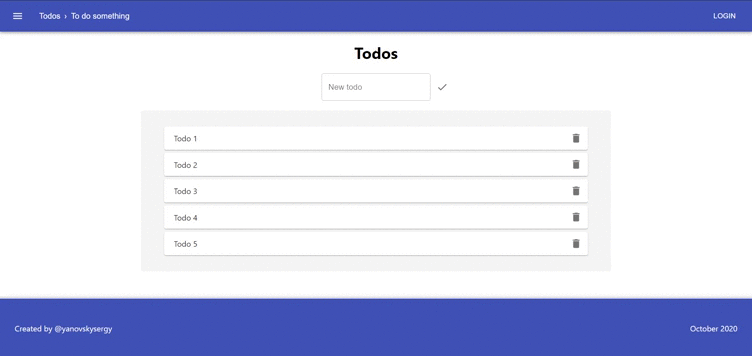 Todos › To do something
LOGIN
Todos
New todo
Todo 1
Todo 2
Todo 3
Todo 4
Todo 5
Created by @yanovskysergy
October 2020